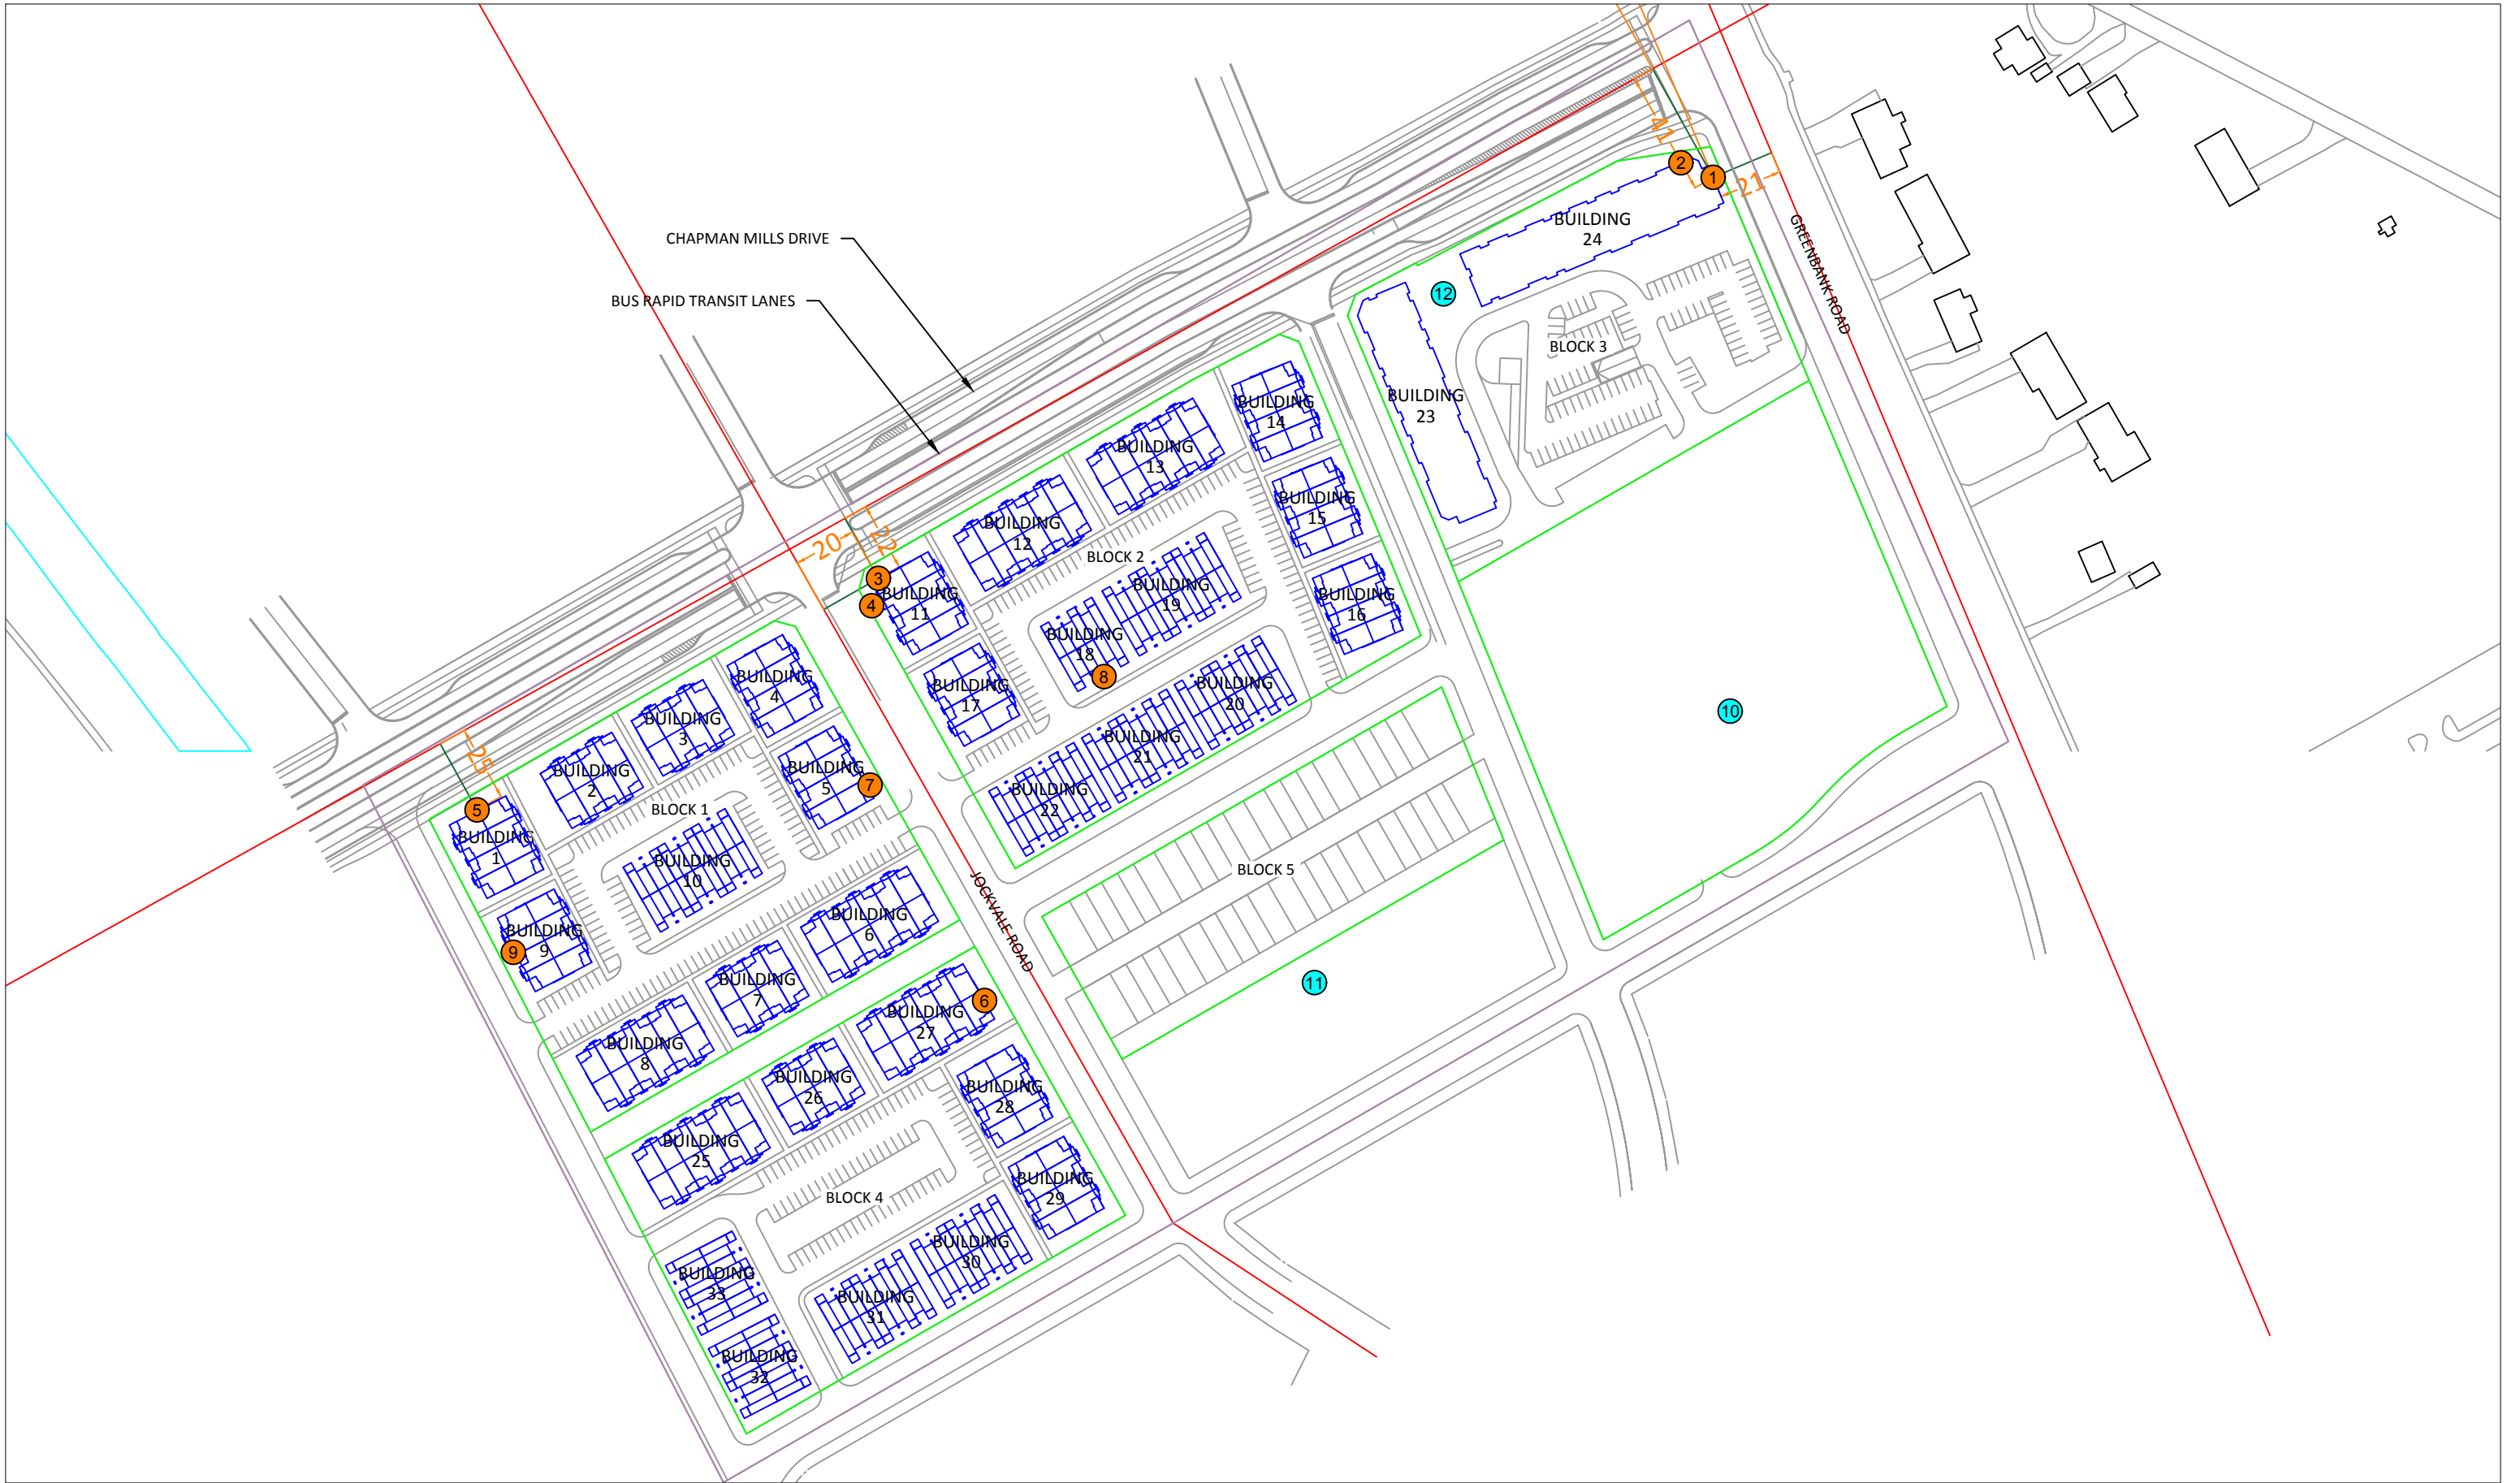 41
2
1
21
CHAPMAN MILLS DRIVE
BUILDING
24
GREENBANK ROAD
12
BUS RAPID TRANSIT LANES
BLOCK 3
BUILDING
23
BUILDING
14
BUILDING
13
BUILDING
15
BUILDING
12
20
22
BLOCK 2
3
4
BUILDING
11
BUILDING
19
BUILDING
16
BUILDING
18
8
BUILDING
17
BUILDING
20
BUILDING
21
BUILDING
22
10
BUILDING
4
BUILDING
3
BUILDING
2
25
BUILDING
5
7
5
BLOCK 1
BUILDING
1
BUILDING
10
BLOCK 5
JOCKVALE ROAD
BUILDING
6
BUILDING
9
9
BUILDING
7
11
6
BUILDING
27
BUILDING
8
BUILDING
26
BUILDING
28
BUILDING
25
BLOCK 4
BUILDING
29
BUILDING
30
BUILDING
33
BUILDING
31
BUILDING
32